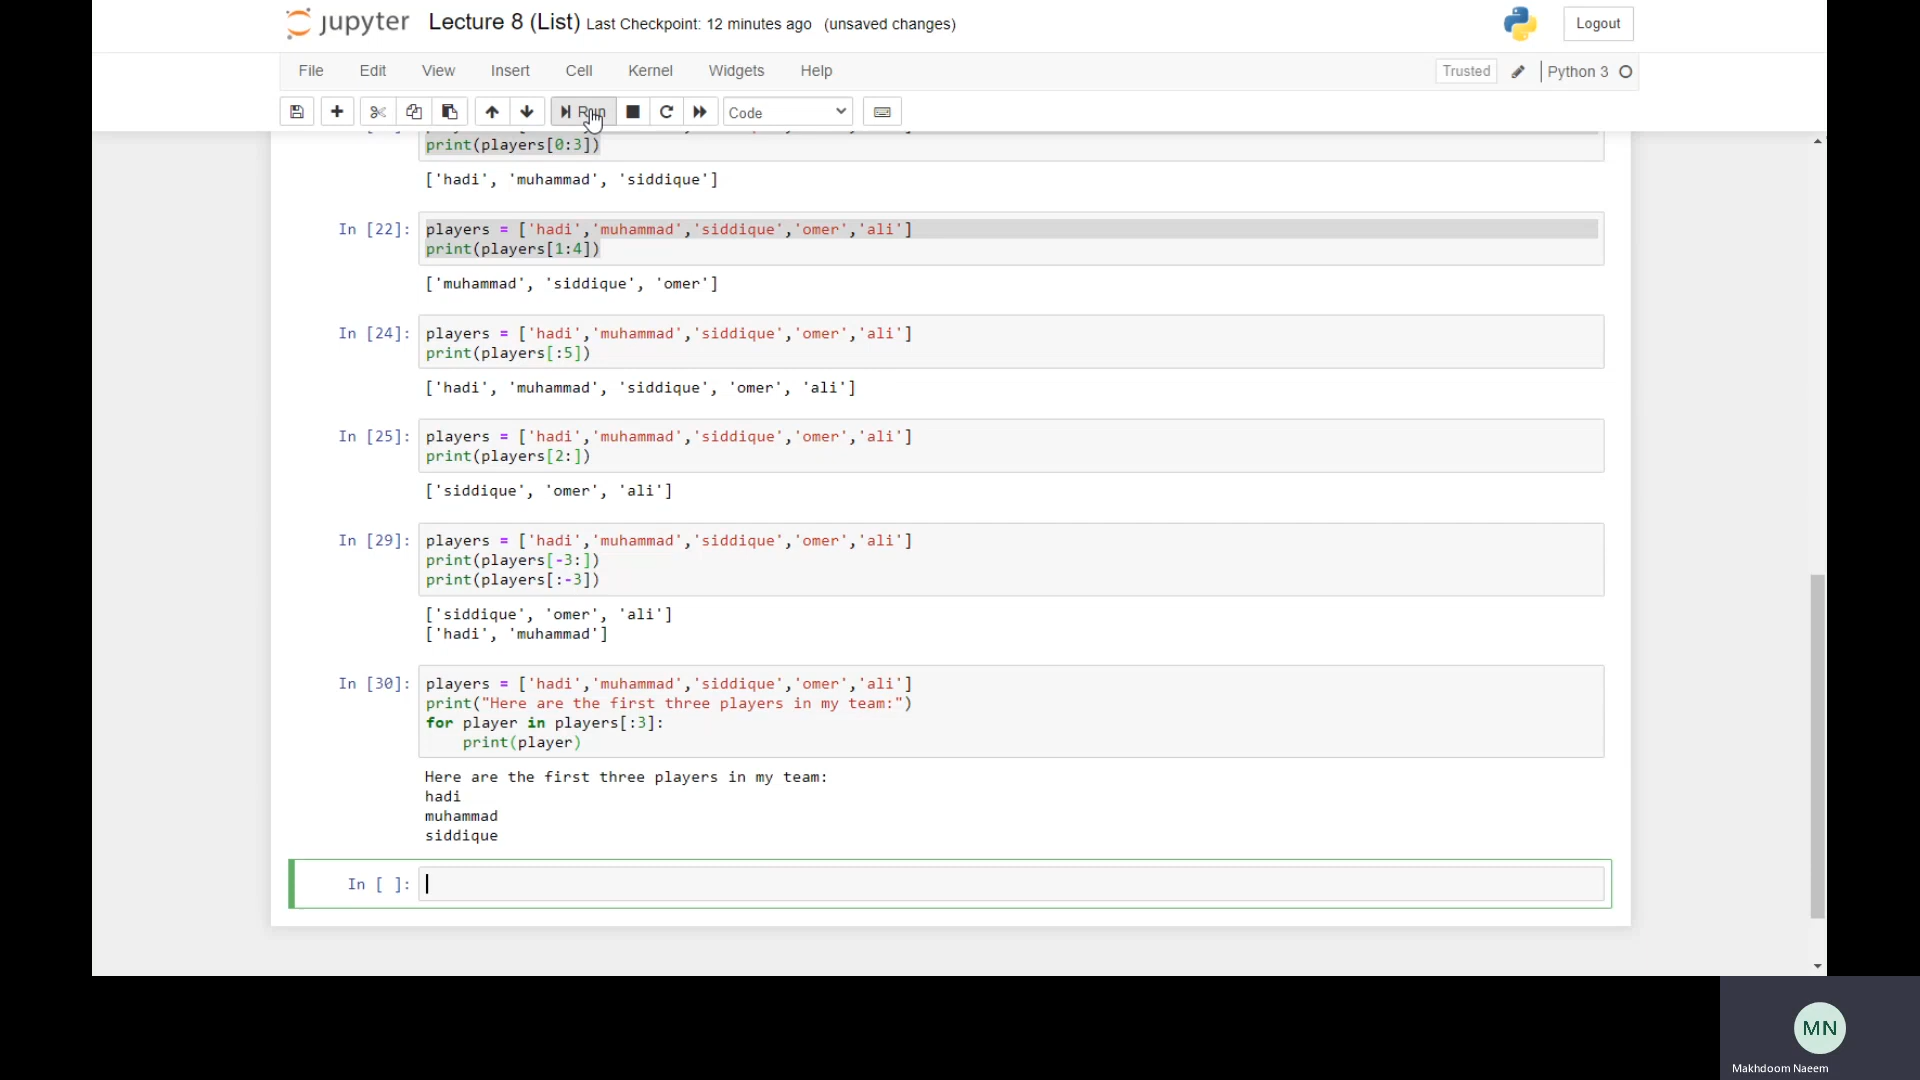 jupyter Lecture 8 (List) Last Checkpoint: 12 minutes ago (unsaved changes) Logout
File Edit View Insert Cell Kernel Widgets Help Trusted Python 3
Run Code
print(players[0:3])
['hadi', 'muhammad', 'siddique']
In [22]: players = ['hadi','muhammad','siddique','omer','ali']
print(players[1:4])
['muhammad', 'siddique', 'omer']
In [24]: players = ['hadi','muhammad','siddique','omer','ali']
print(players[:5])
['hadi', 'muhammad', 'siddique', 'omer', 'ali']
In [25]: players = ['hadi','muhammad','siddique','omer','ali']
print(players[2:])
['siddique', 'omer', 'ali']
In [29]: players = ['hadi','muhammad','siddique','omer','ali']
print(players[-3:])
print(players[:-3])
['siddique', 'omer', 'ali']
['hadi', 'muhammad']
In [30]: players = ['hadi','muhammad','siddique','omer','ali']
print("Here are the first three players in my team:")
for player in players[:3]:
    print(player)
Here are the first three players in my team:
hadi
muhammad
siddique
In [ ]:
MN
Makhdoom Naeem